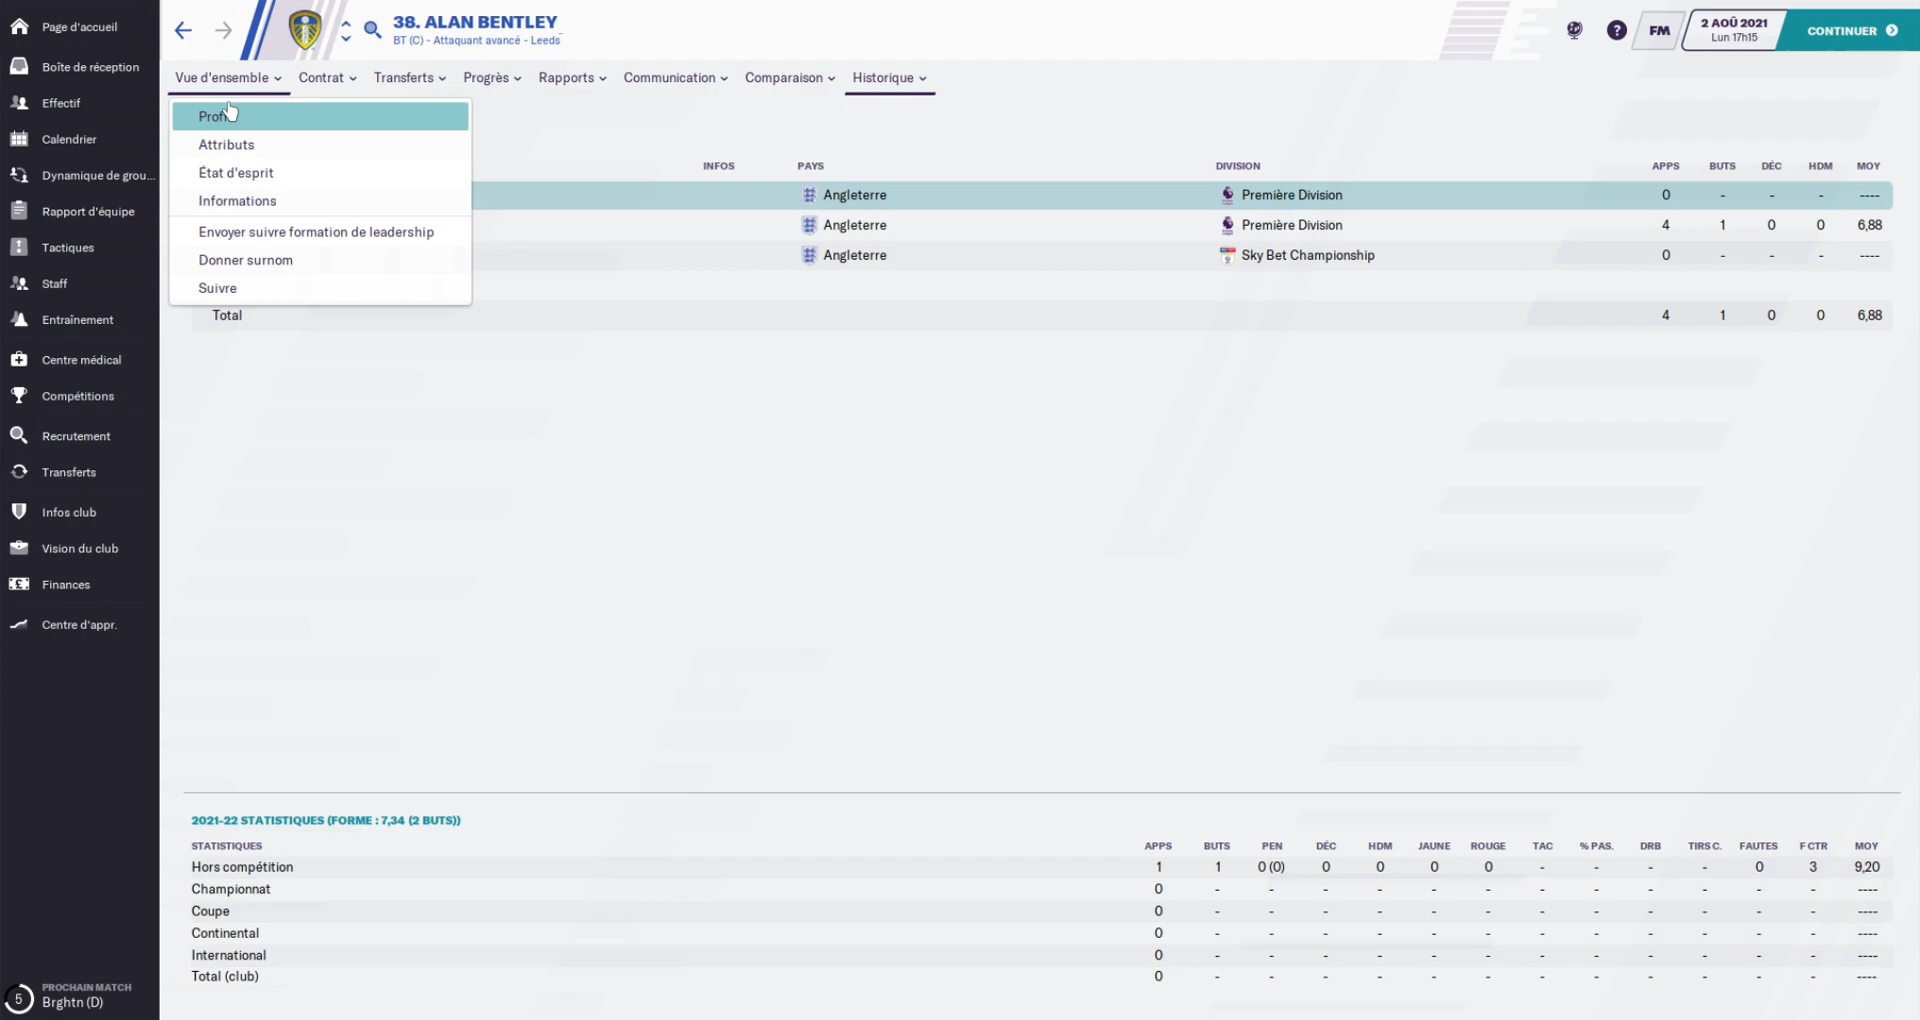 Page d'accueil
Boîte de réception
Effectif
Calendrier
Dynamique de grou...
Rapport d'équipe
Tactiques
Staff
Entraînement
Centre médical
Compétitions
Recrutement
Transferts
Infos club
Vision du club
Finances
Centre d'appr.
5 PROCHAIN MATCH
Brghtn (D)
38. ALAN BENTLEY
BT (C) - Attaquant avancé - Leeds
? FM 2 AOÛ 2021 CONTINUER
Lun 17h15
Vue d'ensemble Contrat Transferts Progrès Rapports Communication Comparaison Historique
Attributs
État d'esprit
Informations
Envoyer suivre formation de leadership
Donner surnom
Suivre
INFOS PAYS DIVISION APPS BUTS DÉC HDM MOY
Angleterre Première Division 0 - - - ----
Angleterre Première Division 4 1 0 0 6,88
Angleterre Sky Bet Championship 0 - - - ----
Total 4 1 0 0 6,88
2021-22 STATISTIQUES (FORME : 7,34 (2 BUTS))
STATISTIQUES APPS BUTS PEN DÉC HDM JAUNE ROUGE TAC % PAS. DRB TIRS C. FAUTES F CTR MOY
Hors compétition 1 1 0 (0) 0 0 0 0 - - - - 0 3 9,20
Championnat 0 - - - - - - - - - - - - ----
Coupe 0 - - - - - - - - - - - - ----
Continental 0 - - - - - - - - - - - - ----
International 0 - - - - - - - - - - - - ----
Total (club) 0 - - - - - - - - - - - - ----